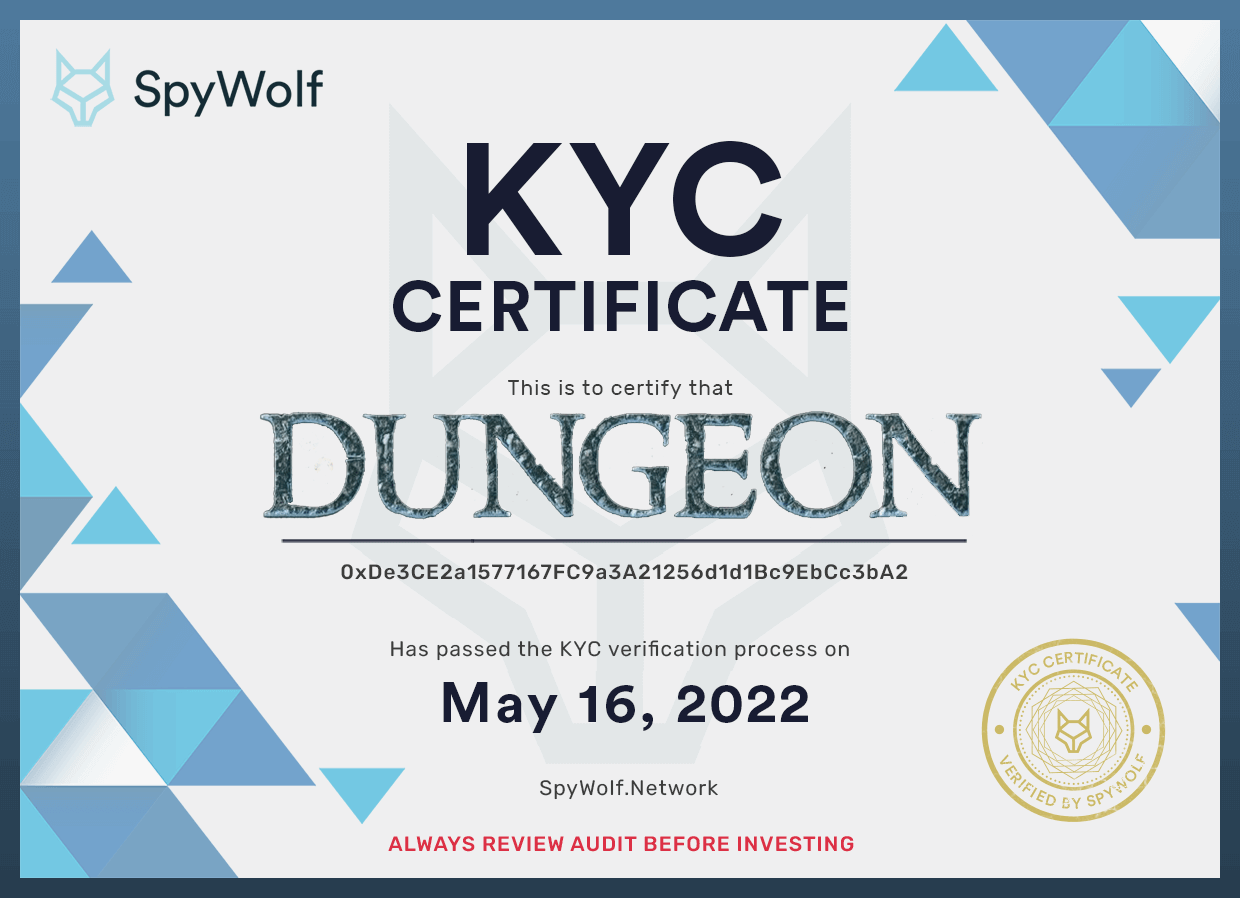 SpyWolf
KYC
CERTIFICATE
This is to certify that
DUNGEON
0xDe3CE2a1577167FC9a3A21256d1d1Bc9EbCc3bA2
Has passed the KYC verification process on
May 16, 2022
KYC CERTIFICATE
VERIFIED BY SPYWOLF
SpyWolf.Network
ALWAYS REVIEW AUDIT BEFORE INVESTING